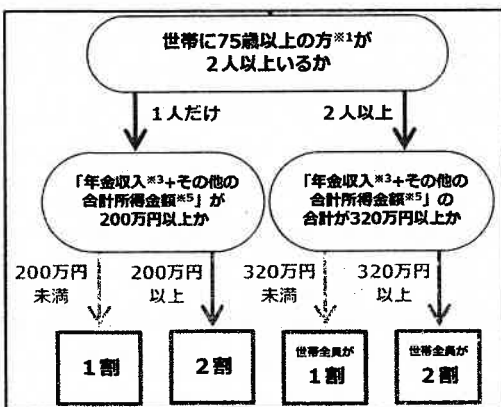 世帯に75歳以上の方※1が
2人以上いるか
1人だけ
2人以上
「年金収入※3+その他の
合計所得金額※5」が
200万円以上か
「年金収入※3+その他の
合計所得金額※5」の
合計が320万円以上か
200万円
未満
200万円
以上
320万円
未満
320万円
以上
1割
2割
世帯全員が
1割
世帯全員が
2割